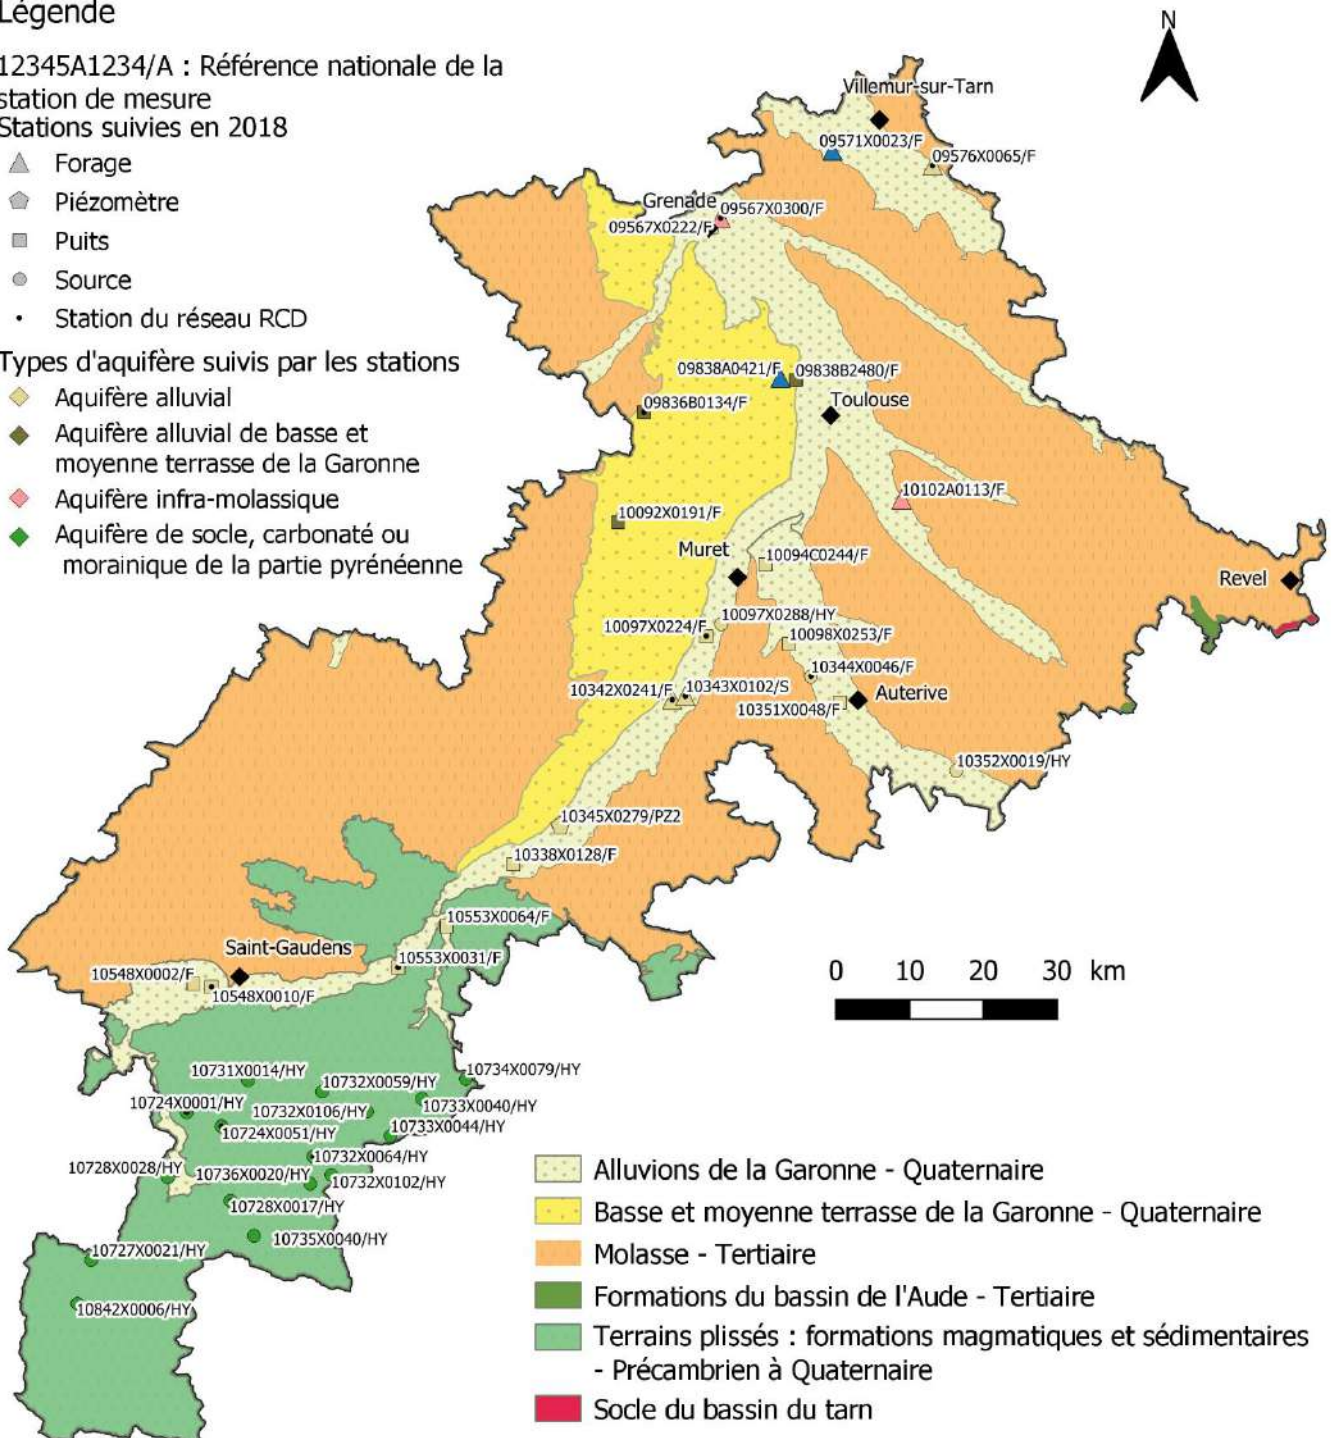 Légende
12345A1234/A : Référence nationale de la
station de mesure
Stations suivies en 2018
Forage
Piézomètre
Puits
Source
Station du réseau RCD
Types d'aquifère suivis par les stations
Aquifère alluvial
Aquifère alluvial de basse et
moyenne terrasse de la Garonne
Aquifère infra-molassique
Aquifère de socle, carbonaté ou
morainique de la partie pyrénéenne
N
Villemur-sur-Tarn
09571X0023/F
09576X0065/F
Grenade
09567X0300/F
09567X0222/F
09838A0421/F
09838B2480/F
09836B0134/F
Toulouse
10102A0113/F
10092X0191/F
Muret
10094C0244/F
Revel
10097X0288/HY
10097X0224/F
10098X0253/F
10344X0046/F
10342X0241/F
10343X0102/S
Auterive
10351X0048/F
10352X0019/HY
10345X0279/PZ2
10338X0128/F
10553X0064/F
Saint-Gaudens
10553X0031/F
10548X0002/F
10548X0010/F
0 10 20 30 km
10731X0014/HY
10734X0079/HY
10732X0059/HY
10724X0001/HY
10732X0106/HY
10733X0040/HY
10724X0051/HY
10733X0044/HY
10732X0064/HY
10728X0028/HY
10736X0020/HY
10732X0102/HY
10728X0017/HY
10735X0040/HY
10727X0021/HY
10842X0006/HY
Alluvions de la Garonne - Quaternaire
Basse et moyenne terrasse de la Garonne - Quaternaire
Molasse - Tertiaire
Formations du bassin de l'Aude - Tertiaire
Terrains plissés : formations magmatiques et sédimentaires
- Précambrien à Quaternaire
Socle du bassin du tarn